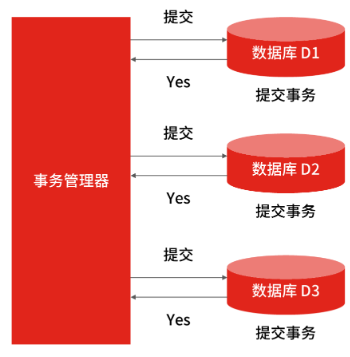 提交
数据库 D1
Yes
提交事务
提交
事务管理器
数据库 D2
Yes
提交事务
提交
数据库 D3
Yes
提交事务